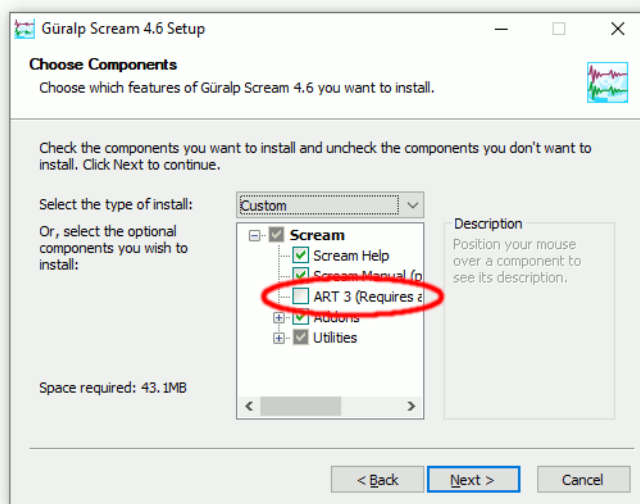 Güralp Scream 4.6 Setup
Choose Components
Choose which features of Güralp Scream 4.6 you want to install.
Check the components you want to install and uncheck the components you don't want to
install. Click Next to continue.
Select the type of install:
Custom
Or, select the optional
components you wish to
install:
Scream
Scream Help
Scream Manual (p
ART 3 (Requires a
Addons
Utilities
Description
Position your mouse
over a component to
see its description.
Space required: 43.1MB
< Back
Next >
Cancel